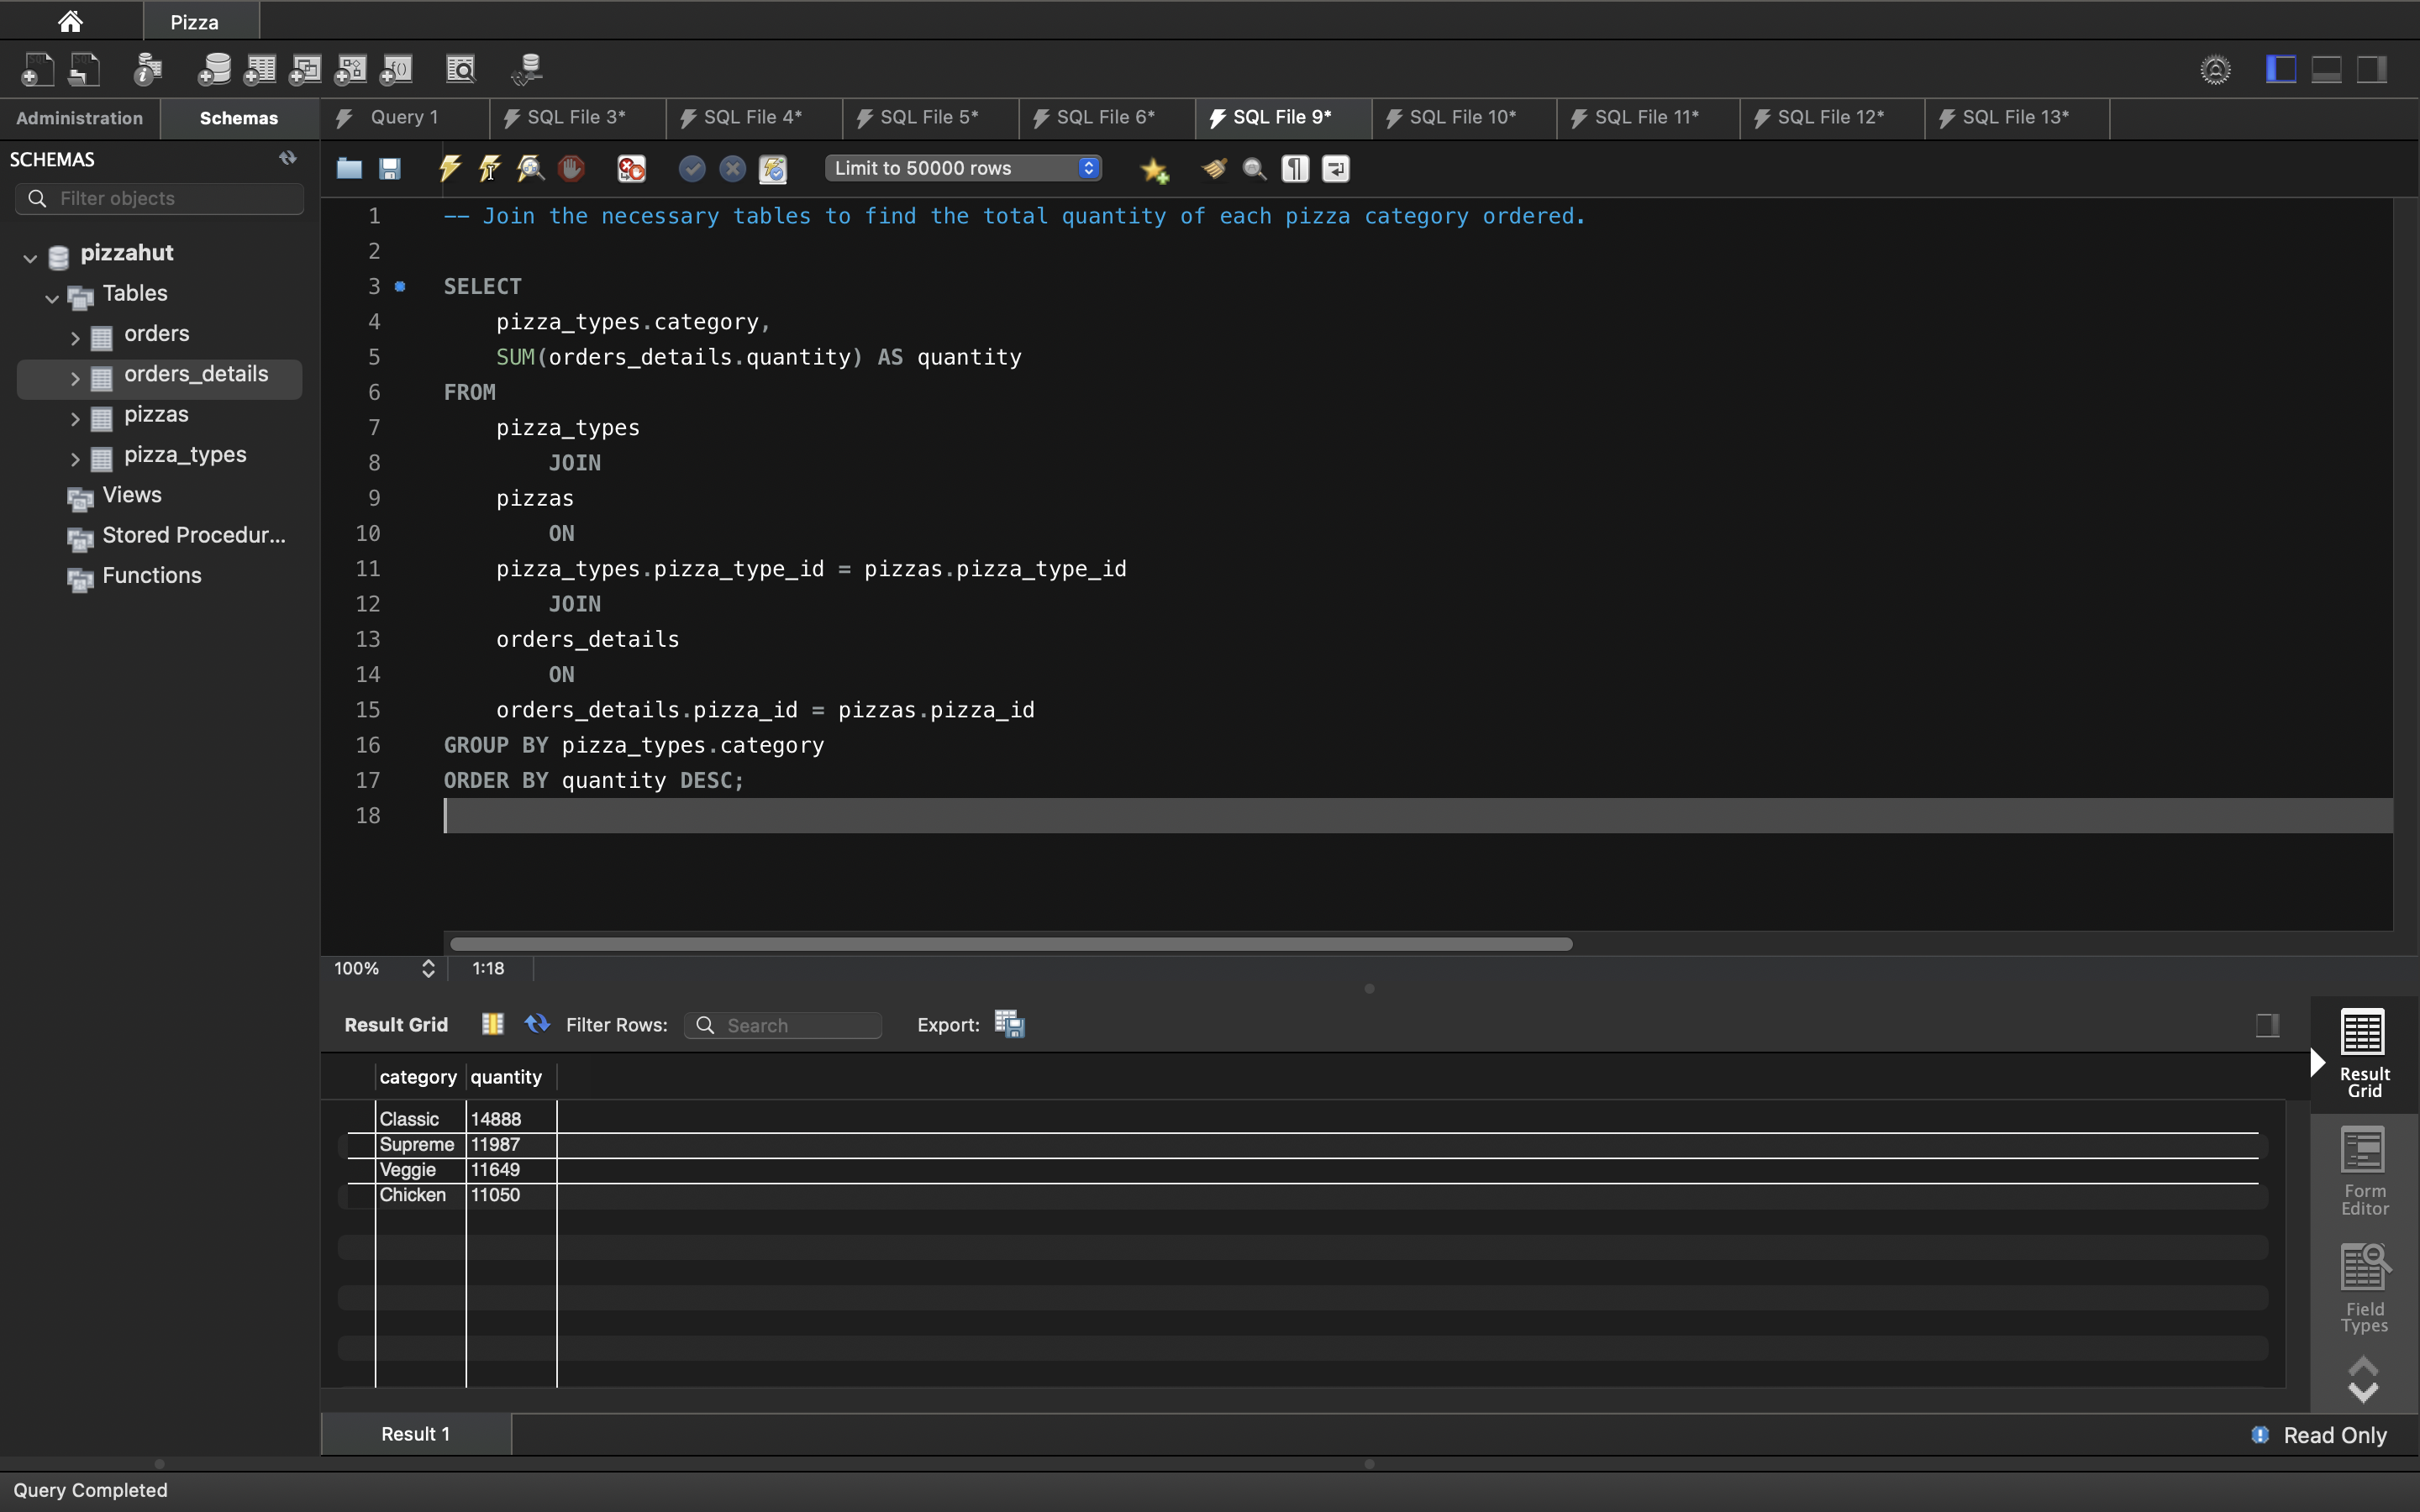 Pizza
Administration
Schemas
Query 1
SQL File 3*
SQL File 4*
SQL File 5*
SQL File 6*
SQL File 9*
SQL File 10*
SQL File 11*
SQL File 12*
SQL File 13*
SCHEMAS
Filter objects
pizzahut
Tables
orders
orders_details
pizzas
pizza_types
Views
Stored Procedur...
Functions
Limit to 50000 rows
1 -- Join the necessary tables to find the total quantity of each pizza category ordered.
2
3 SELECT
4 pizza_types.category,
5 SUM(orders_details.quantity) AS quantity
6 FROM
7 pizza_types
8 JOIN
9 pizzas
10 ON
11 pizza_types.pizza_type_id = pizzas.pizza_type_id
12 JOIN
13 orders_details
14 ON
15 orders_details.pizza_id = pizzas.pizza_id
16 GROUP BY pizza_types.category
17 ORDER BY quantity DESC;
18
100% 1:18
Result Grid Filter Rows: Search Export:
category quantity
Classic 14888
Supreme 11987
Veggie 11649
Chicken 11050
Result
Grid
Form
Editor
Field
Types
Result 1
Read Only
Query Completed